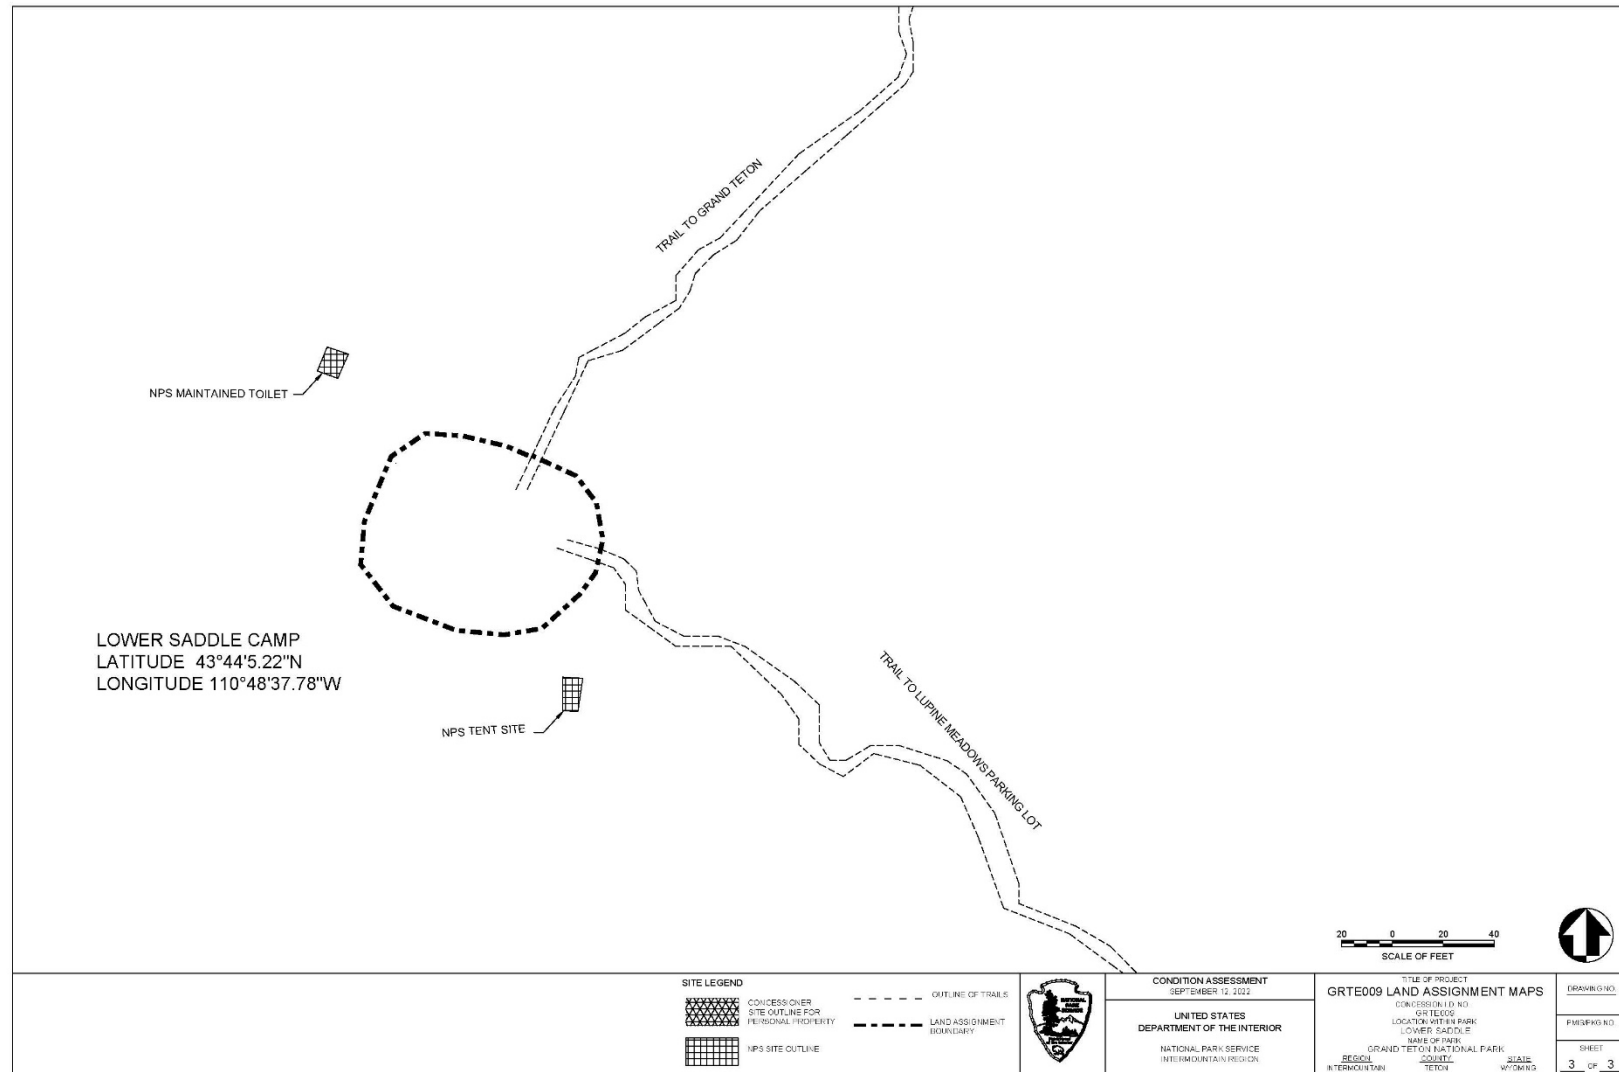 TRAIL TO GRAND TETON
NPS MAINTAINED TOILET
LOWER SADDLE CAMP
LATITUDE 43°44'5.22"N
LONGITUDE 110°48'37.78"W
NPS TENT SITE
TRAIL TO LUPINE MEADOWS PARKING LOT
20 0 20 40
SCALE OF FEET
SITE LEGEND
CONCESSIONER
SITE OUTLINE FOR
PERSONAL PROPERTY
NPS SITE OUTLINE
OUTLINE OF TRAILS
LAND ASSIGNMENT
BOUNDARY
NATIONAL
PARK
SERVICE
CONDITION ASSESSMENT
SEPTEMBER 12, 2022
UNITED STATES
DEPARTMENT OF THE INTERIOR
NATIONAL PARK SERVICE
INTERMOUNTAIN REGION
TITLE OF PROJECT
GRTE009 LAND ASSIGNMENT MAPS
CONCESSION I.D NO.
GRTE009
LOCATION WITHIN PARK
LOWER SADDLE
NAME OF PARK
GRAND TETON NATIONAL PARK
REGION COUNTY STATE
INTERMOUNTAIN TETON WYOMING
DRAWING NO.
PMIS/PKG NO.
SHEET
3 OF 3